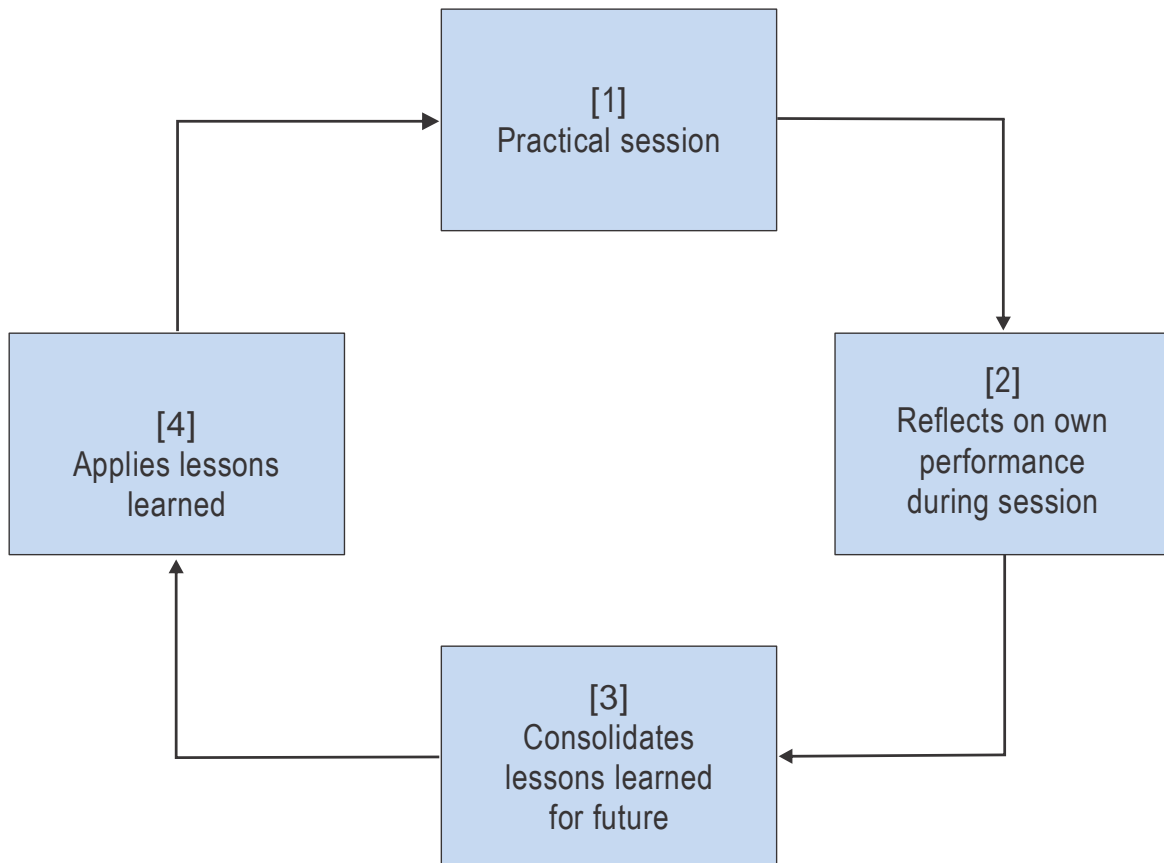 [1]
Practical session
[2]
Reflects on own
performance
during session
[4]
Applies lessons
learned
[3]
Consolidates
lessons learned
for future